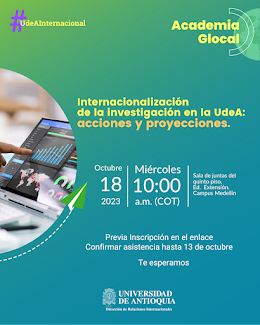 #UdeAInternacional
Academia
Glocal
Internacionalización
de la investigación en la UdeA:
acciones y proyecciones.
Octubre
18
2023
Miércoles
10:00
a.m. (COT)
Sala de juntas del
quinto piso,
Ed. Extensión,
Campus Medellín
Previa Inscripción en el enlace
Confirmar asistencia hasta 13 de octubre
Te esperamos
UNIVERSIDAD
DE ANTIOQUIA
Dirección de Relaciones Internacionales